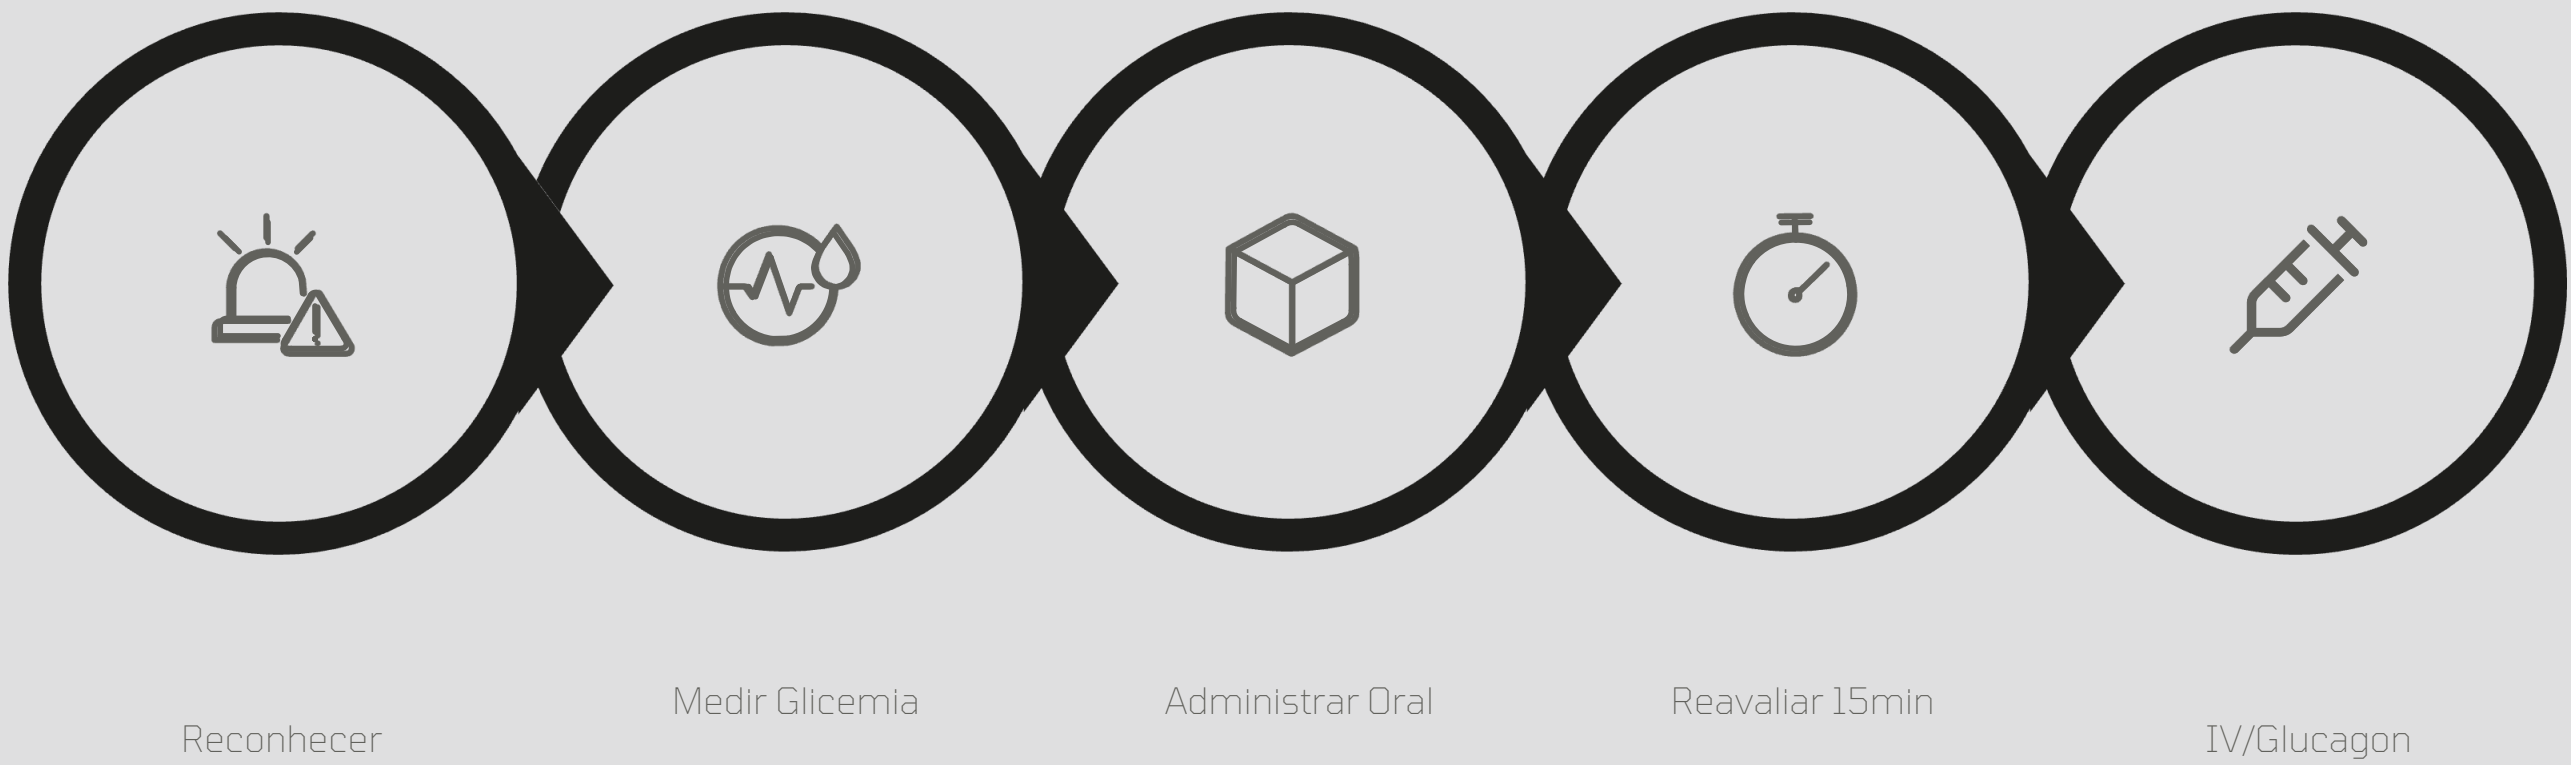 Reconhecer
Medir Glicemia
Administrar Oral
Reavaliar 15min
IV/Glucagon